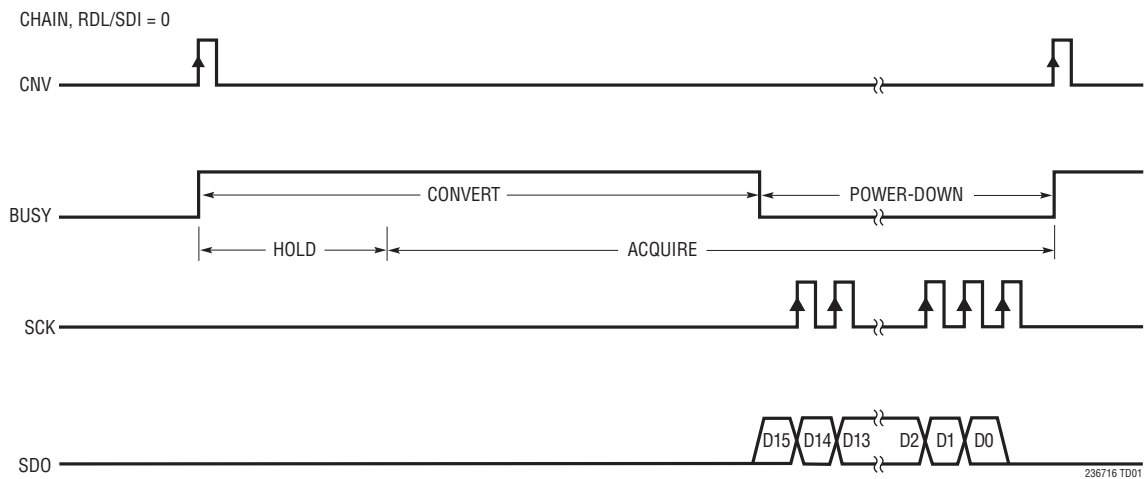 CHAIN, RDL/SDI = 0
CNV
CONVERT
POWER-DOWN
BUSY
HOLD
ACQUIRE
SCK
D15 D14 D13 D2 D1 D0
SDO
236716 TD01